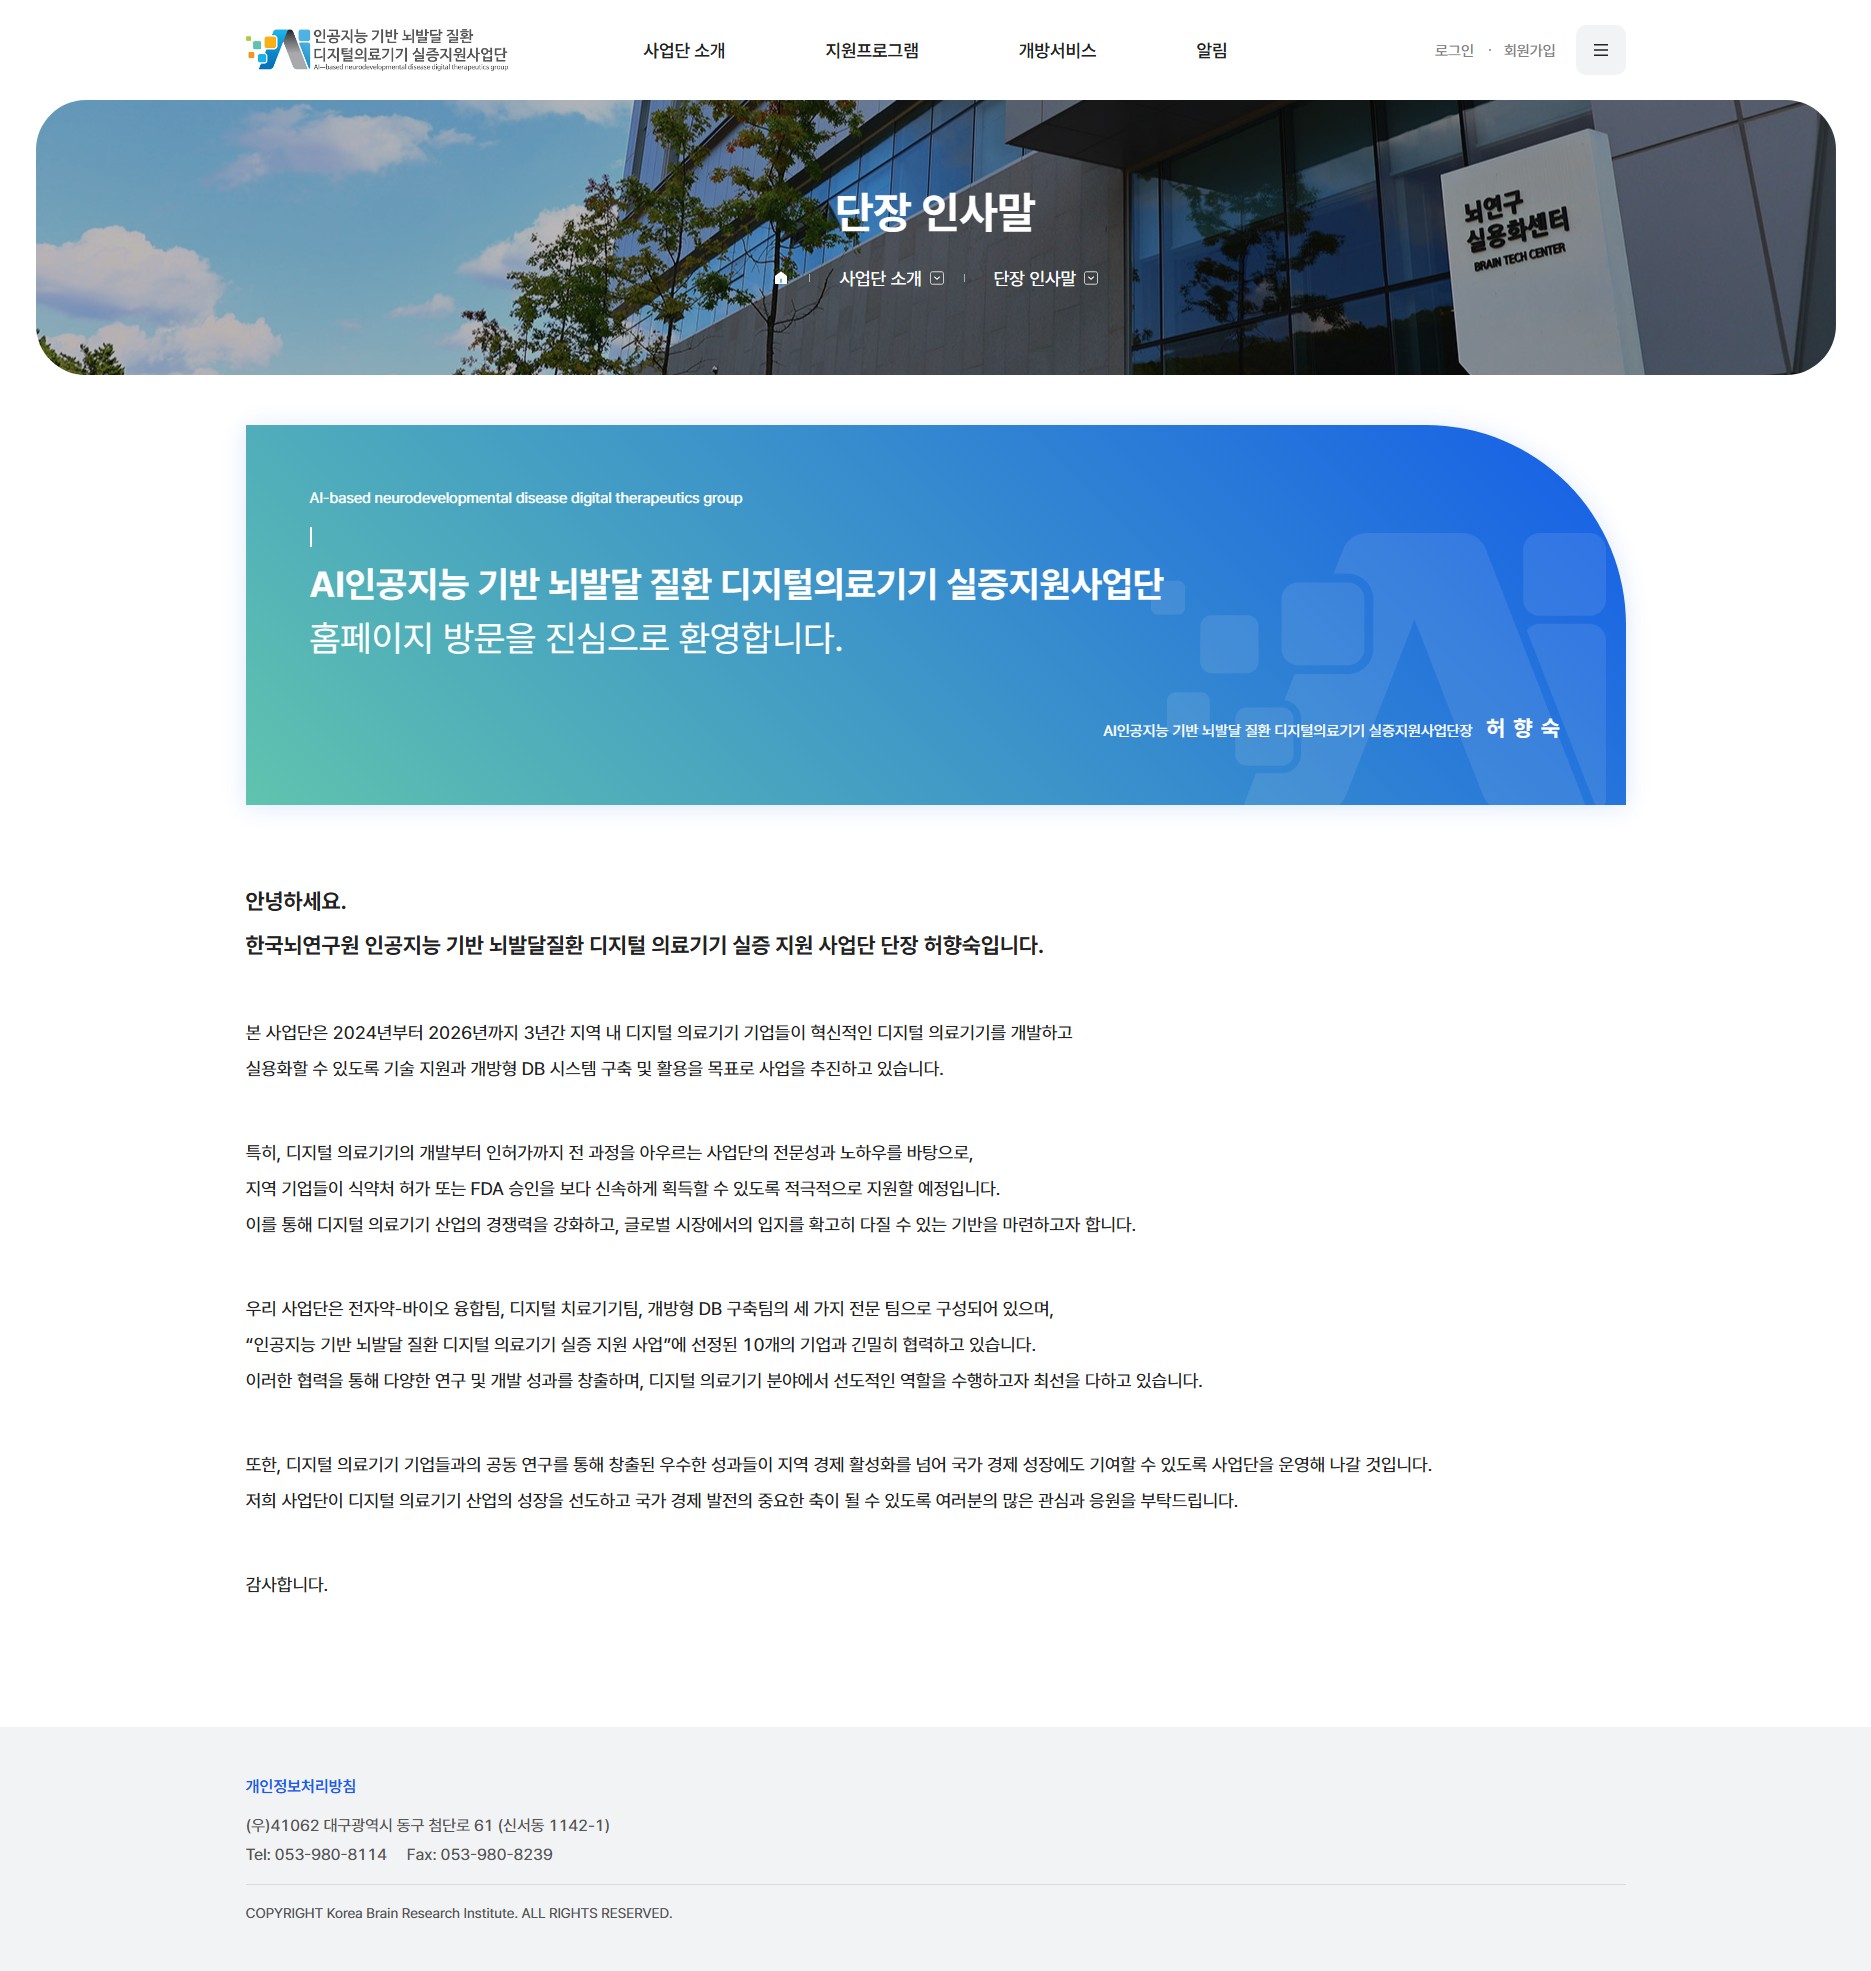 인공지능 기반 뇌발달 질환
디지털의료기기 실증지원사업단
AI-based neurodevelopmental disease digital therapeutics group
사업단 소개
지원프로그램
개방서비스
알림
로그인 · 회원가입
단장 인사말
사업단 소개
단장 인사말
뇌연구
실용화센터
BRAIN TECH CENTER
AI-based neurodevelopmental disease digital therapeutics group
AI인공지능 기반 뇌발달 질환 디지털의료기기 실증지원사업단
홈페이지 방문을 진심으로 환영합니다.
AI인공지능 기반 뇌발달 질환 디지털의료기기 실증지원사업단장 허 향 숙
안녕하세요.
한국뇌연구원 인공지능 기반 뇌발달질환 디지털 의료기기 실증 지원 사업단 단장 허향숙입니다.
본 사업단은 2024년부터 2026년까지 3년간 지역 내 디지털 의료기기 기업들이 혁신적인 디지털 의료기기를 개발하고
실용화할 수 있도록 기술 지원과 개방형 DB 시스템 구축 및 활용을 목표로 사업을 추진하고 있습니다.
특히, 디지털 의료기기의 개발부터 인허가까지 전 과정을 아우르는 사업단의 전문성과 노하우를 바탕으로,
지역 기업들이 식약처 허가 또는 FDA 승인을 보다 신속하게 획득할 수 있도록 적극적으로 지원할 예정입니다.
이를 통해 디지털 의료기기 산업의 경쟁력을 강화하고, 글로벌 시장에서의 입지를 확고히 다질 수 있는 기반을 마련하고자 합니다.
우리 사업단은 전자약-바이오 융합팀, 디지털 치료기기팀, 개방형 DB 구축팀의 세 가지 전문 팀으로 구성되어 있으며,
“인공지능 기반 뇌발달 질환 디지털 의료기기 실증 지원 사업”에 선정된 10개의 기업과 긴밀히 협력하고 있습니다.
이러한 협력을 통해 다양한 연구 및 개발 성과를 창출하며, 디지털 의료기기 분야에서 선도적인 역할을 수행하고자 최선을 다하고 있습니다.
또한, 디지털 의료기기 기업들과의 공동 연구를 통해 창출된 우수한 성과들이 지역 경제 활성화를 넘어 국가 경제 성장에도 기여할 수 있도록 사업단을 운영해 나갈 것입니다.
저희 사업단이 디지털 의료기기 산업의 성장을 선도하고 국가 경제 발전의 중요한 축이 될 수 있도록 여러분의 많은 관심과 응원을 부탁드립니다.
감사합니다.
개인정보처리방침
(우)41062 대구광역시 동구 첨단로 61 (신서동 1142-1)
Tel: 053-980-8114 Fax: 053-980-8239
COPYRIGHT Korea Brain Research Institute. ALL RIGHTS RESERVED.